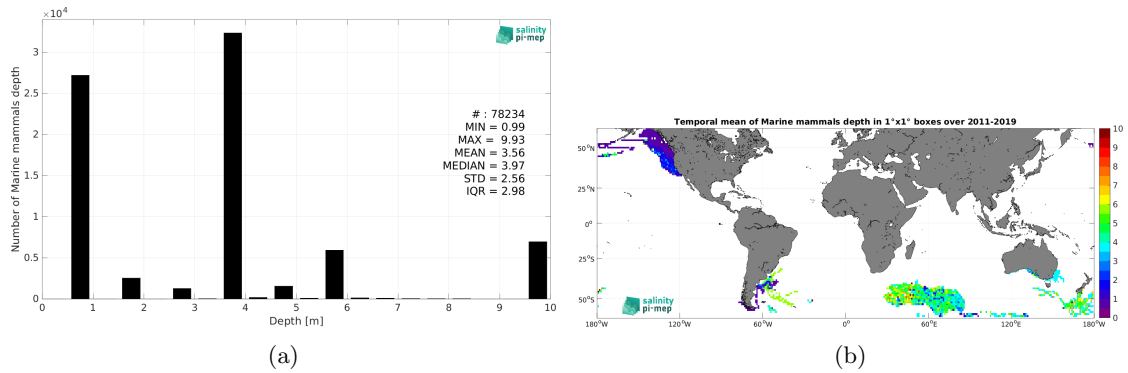 ×10⁴
salinity
pi-mep
3
2.5
2
1.5
1
0.5
0
Number of Marine mammals depth
# : 78234
MIN = 0.99
MAX = 9.93
MEAN = 3.56
MEDIAN = 3.97
STD = 2.56
IQR = 2.98
1 2 3 4 5 6 7 8 9 10
Depth [m]
(a)
Temporal mean of Marine mammals depth in 1°x1° boxes over 2011-2019
50°N
25°N
0°
25°S
50°S
180°W 120°W 60°W 0° 60°E 120°E 180°W
salinity
pi-mep
10
9
8
7
6
5
4
3
2
1
0
(b)